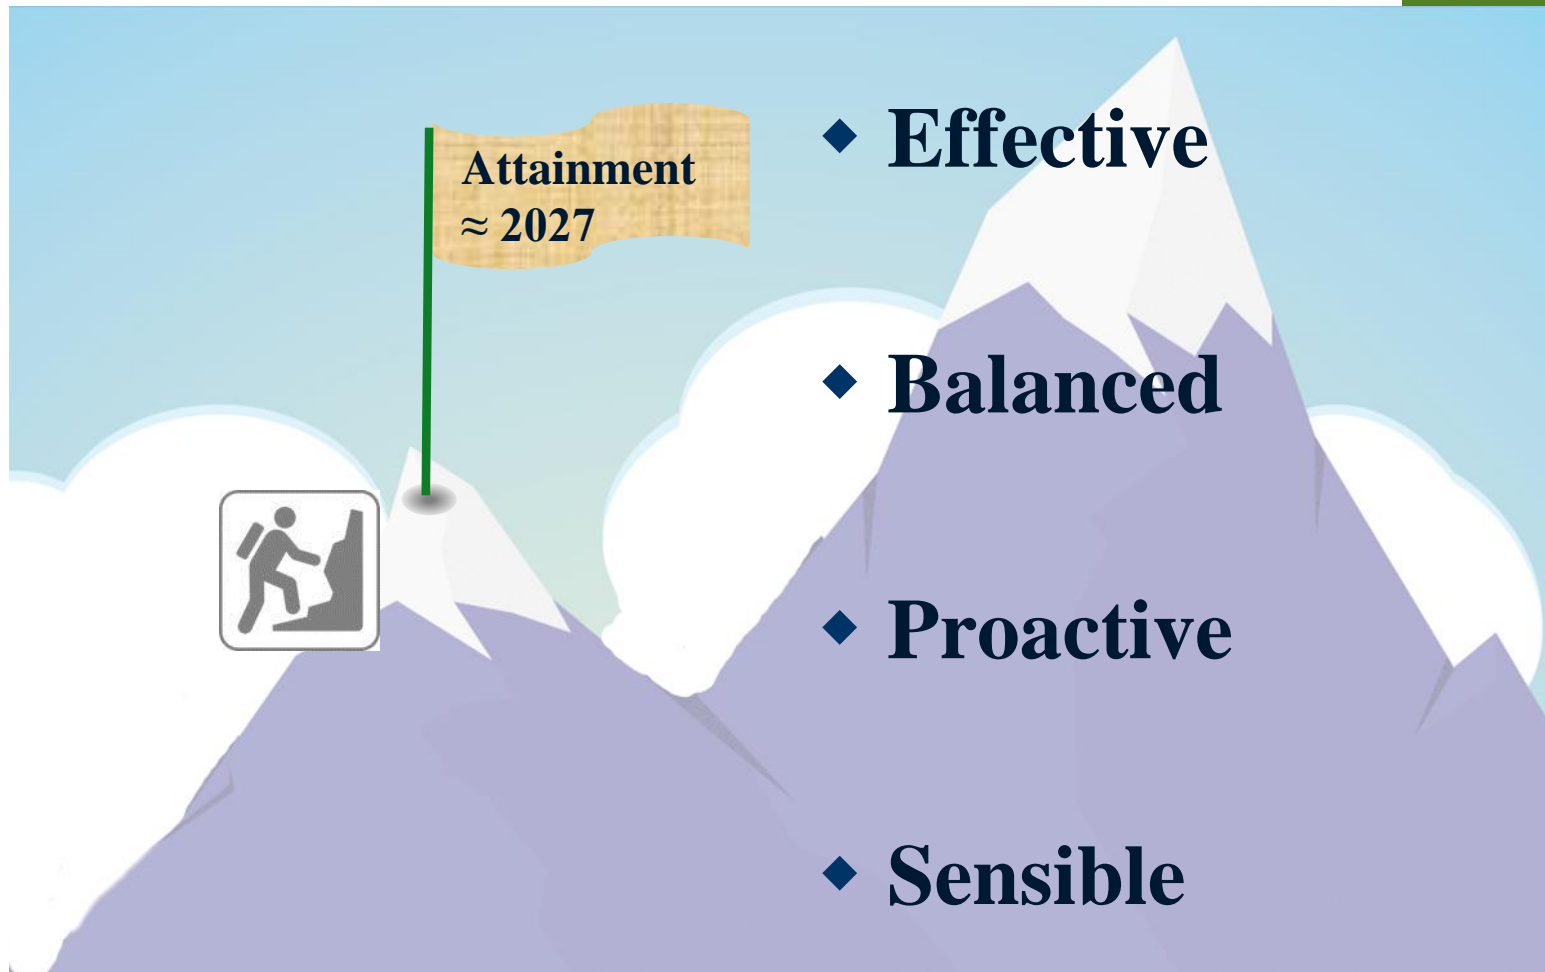 Attainment
≈ 2027
◆ Effective
◆ Balanced
◆ Proactive
◆ Sensible